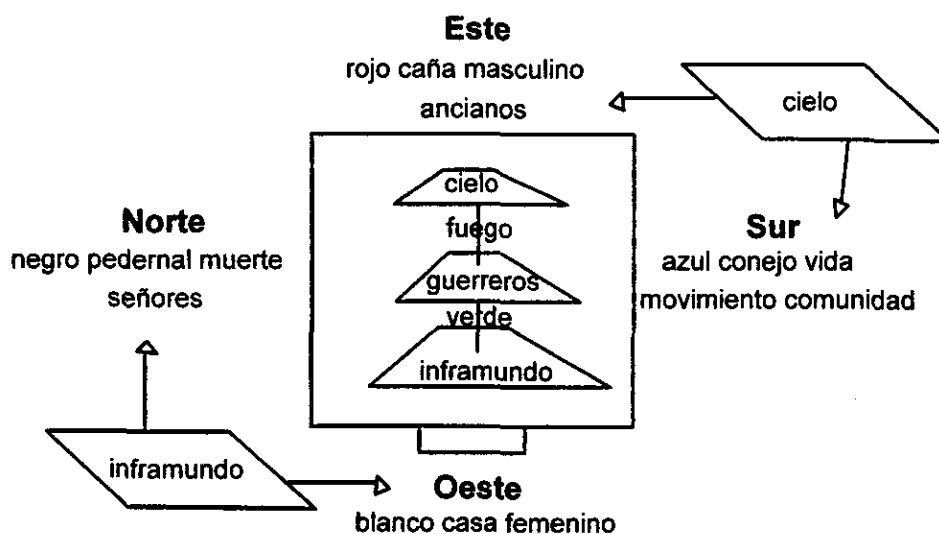 Este
rojo caña masculino
ancianos
cielo
cielo
fuego
guerreros
verde
inframundo
Norte
negro pedernal muerte
señores
Sur
azul conejo vida
movimiento comunidad
inframundo
Oeste
blanco casa femenino